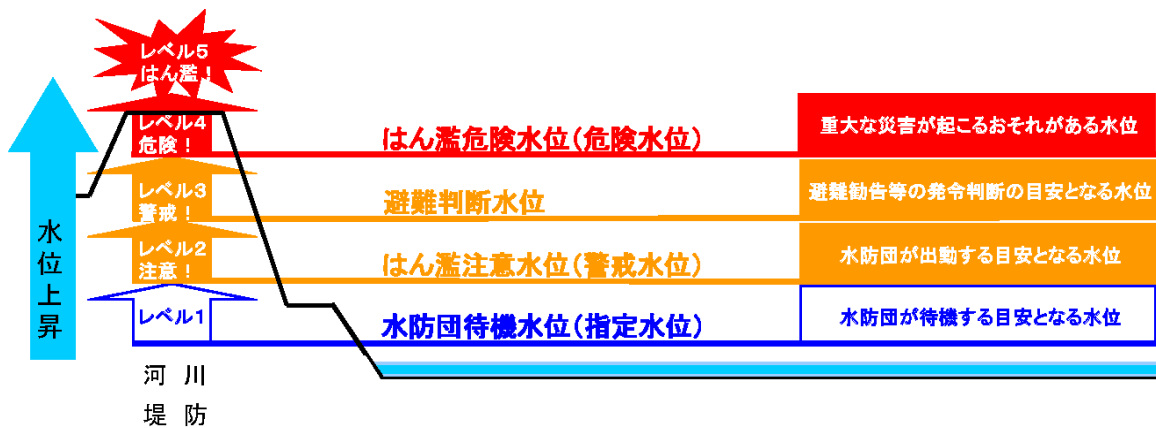 レベル5
はん濫！
レベル4
危険！
はん濫危険水位(危険水位)
重大な災害が起こるおそれがある水位
レベル3
警戒！
避難判断水位
避難勧告等の発令判断の目安となる水位
レベル2
注意！
はん濫注意水位(警戒水位)
水防団が出動する目安となる水位
レベル1
水防団待機水位(指定水位)
水防団が待機する目安となる水位
水位上昇
河川
堤防